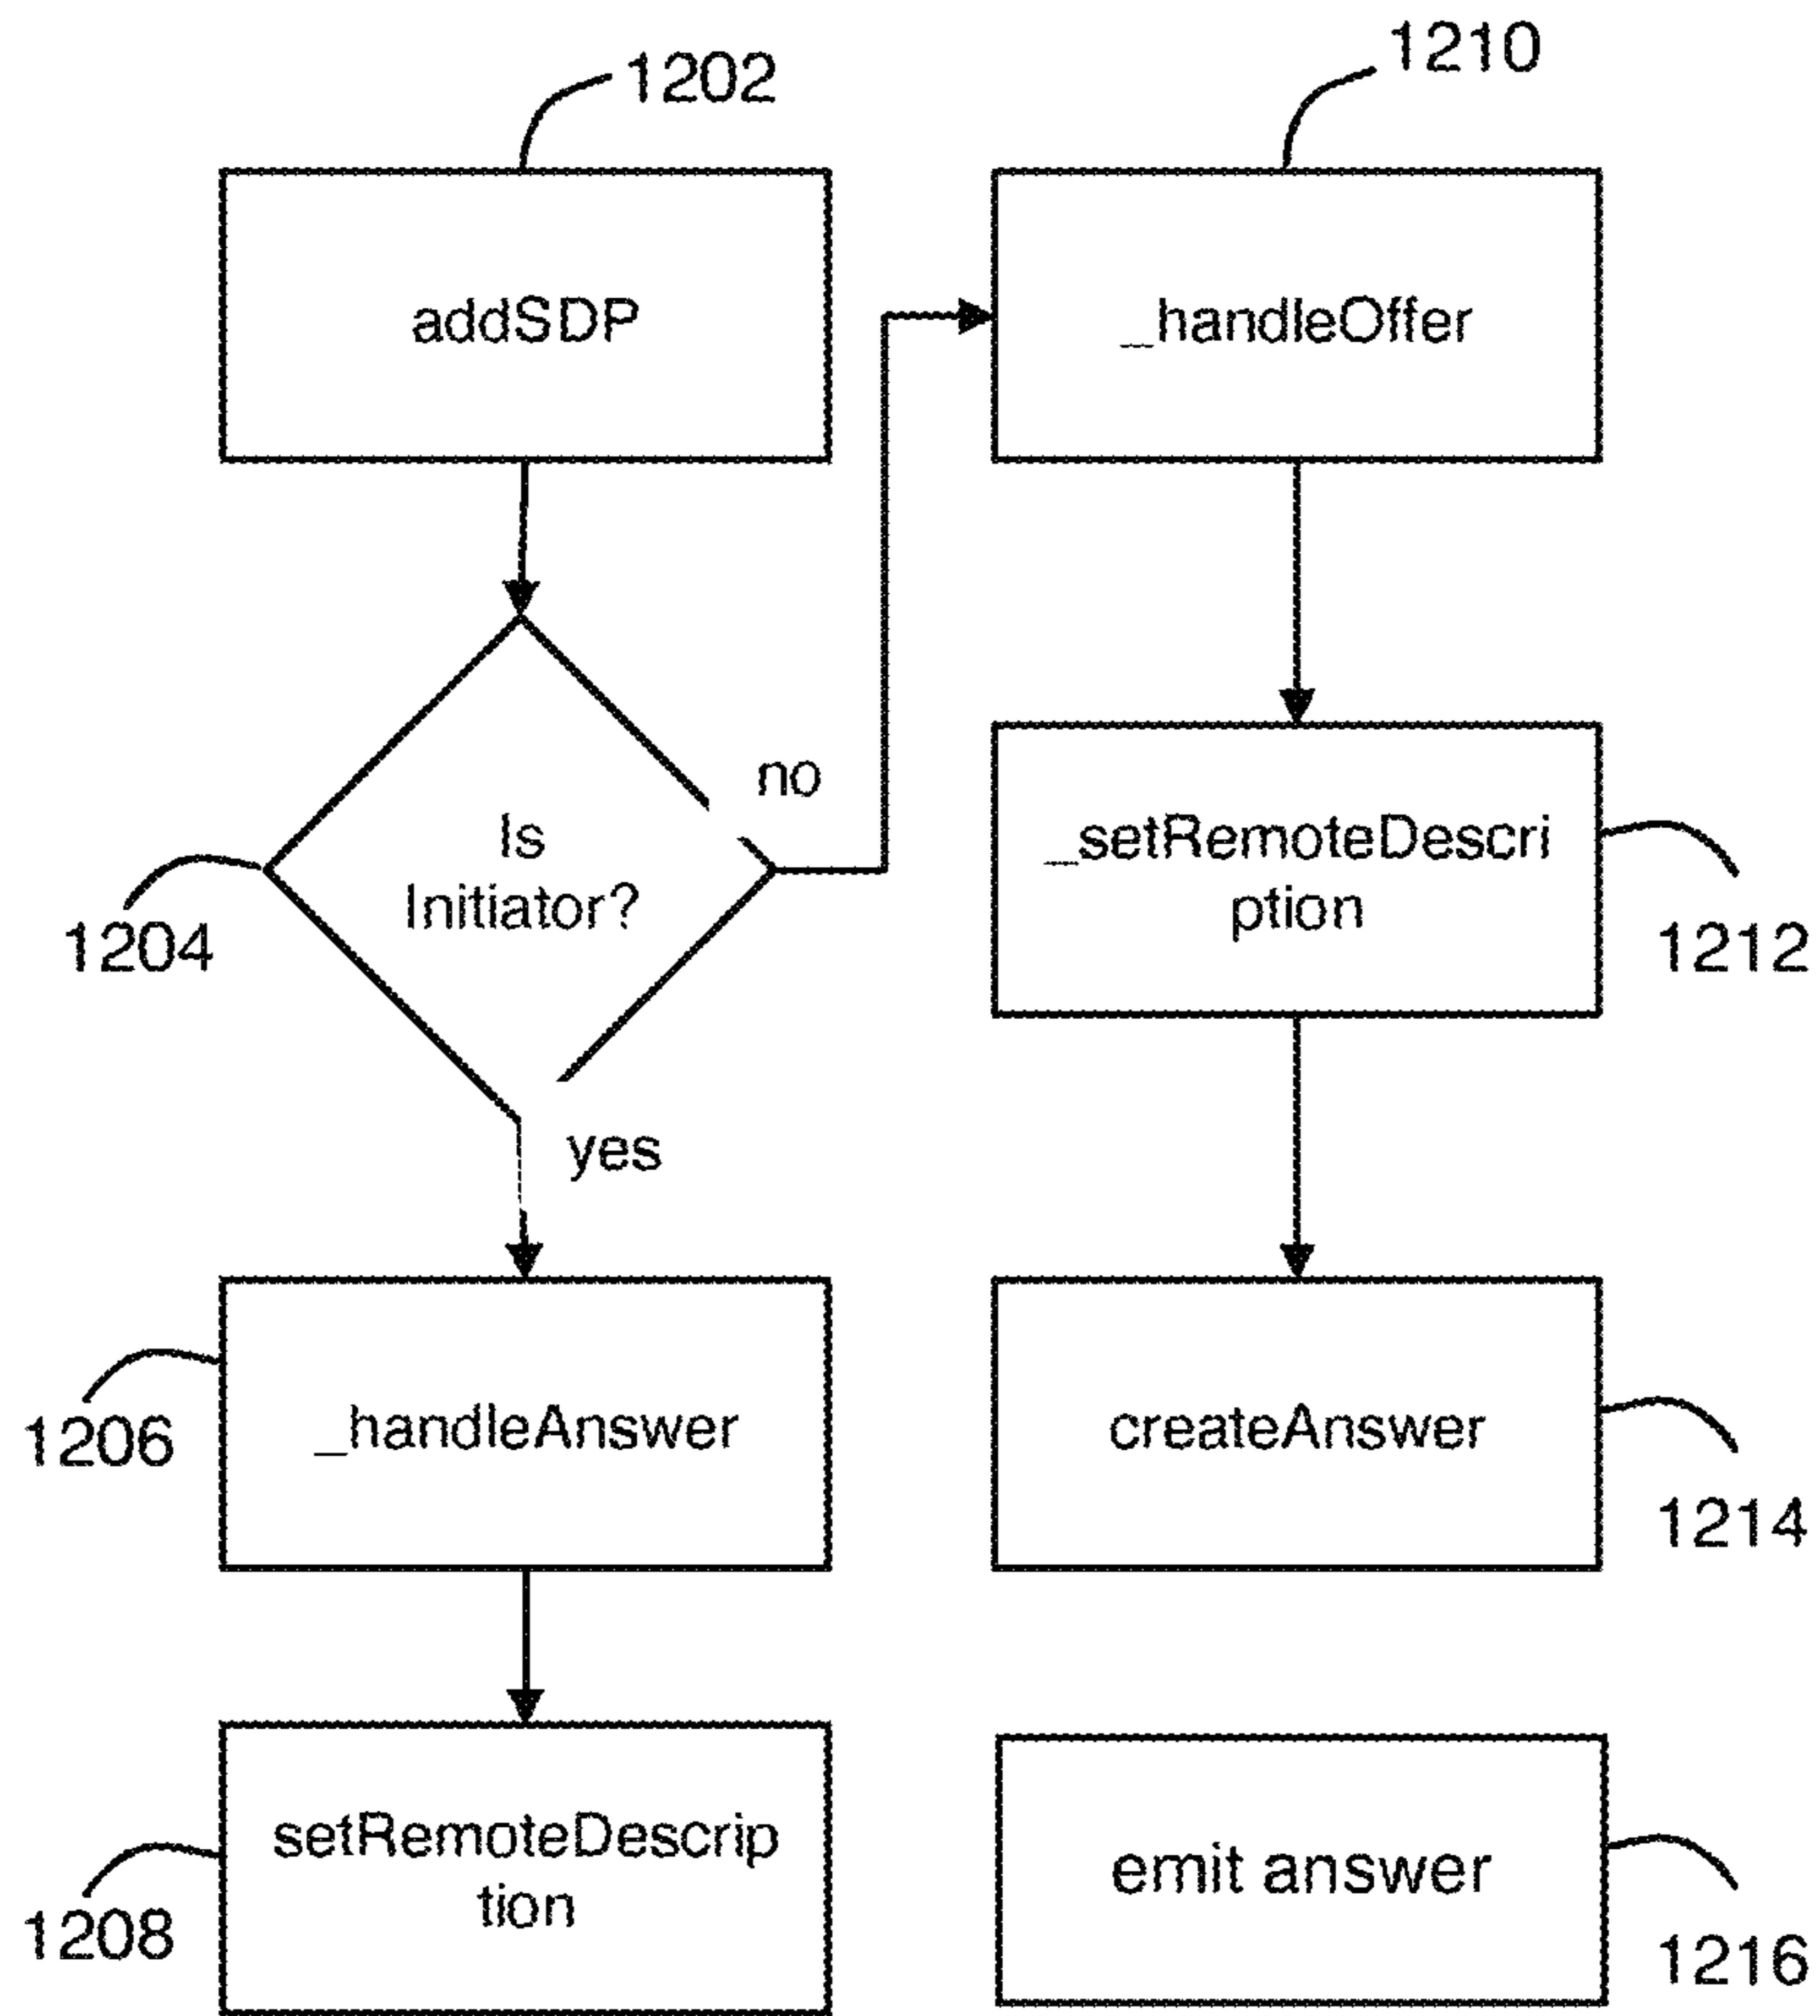 1202
1210
addSDP
_handleOffer
no
Is
Initiator?
_setRemoteDescri
ption
1204
1212
yes
1206
_handleAnswer
createAnswer
1214
setRemoteDescrip
tion
1208
emit answer
1216